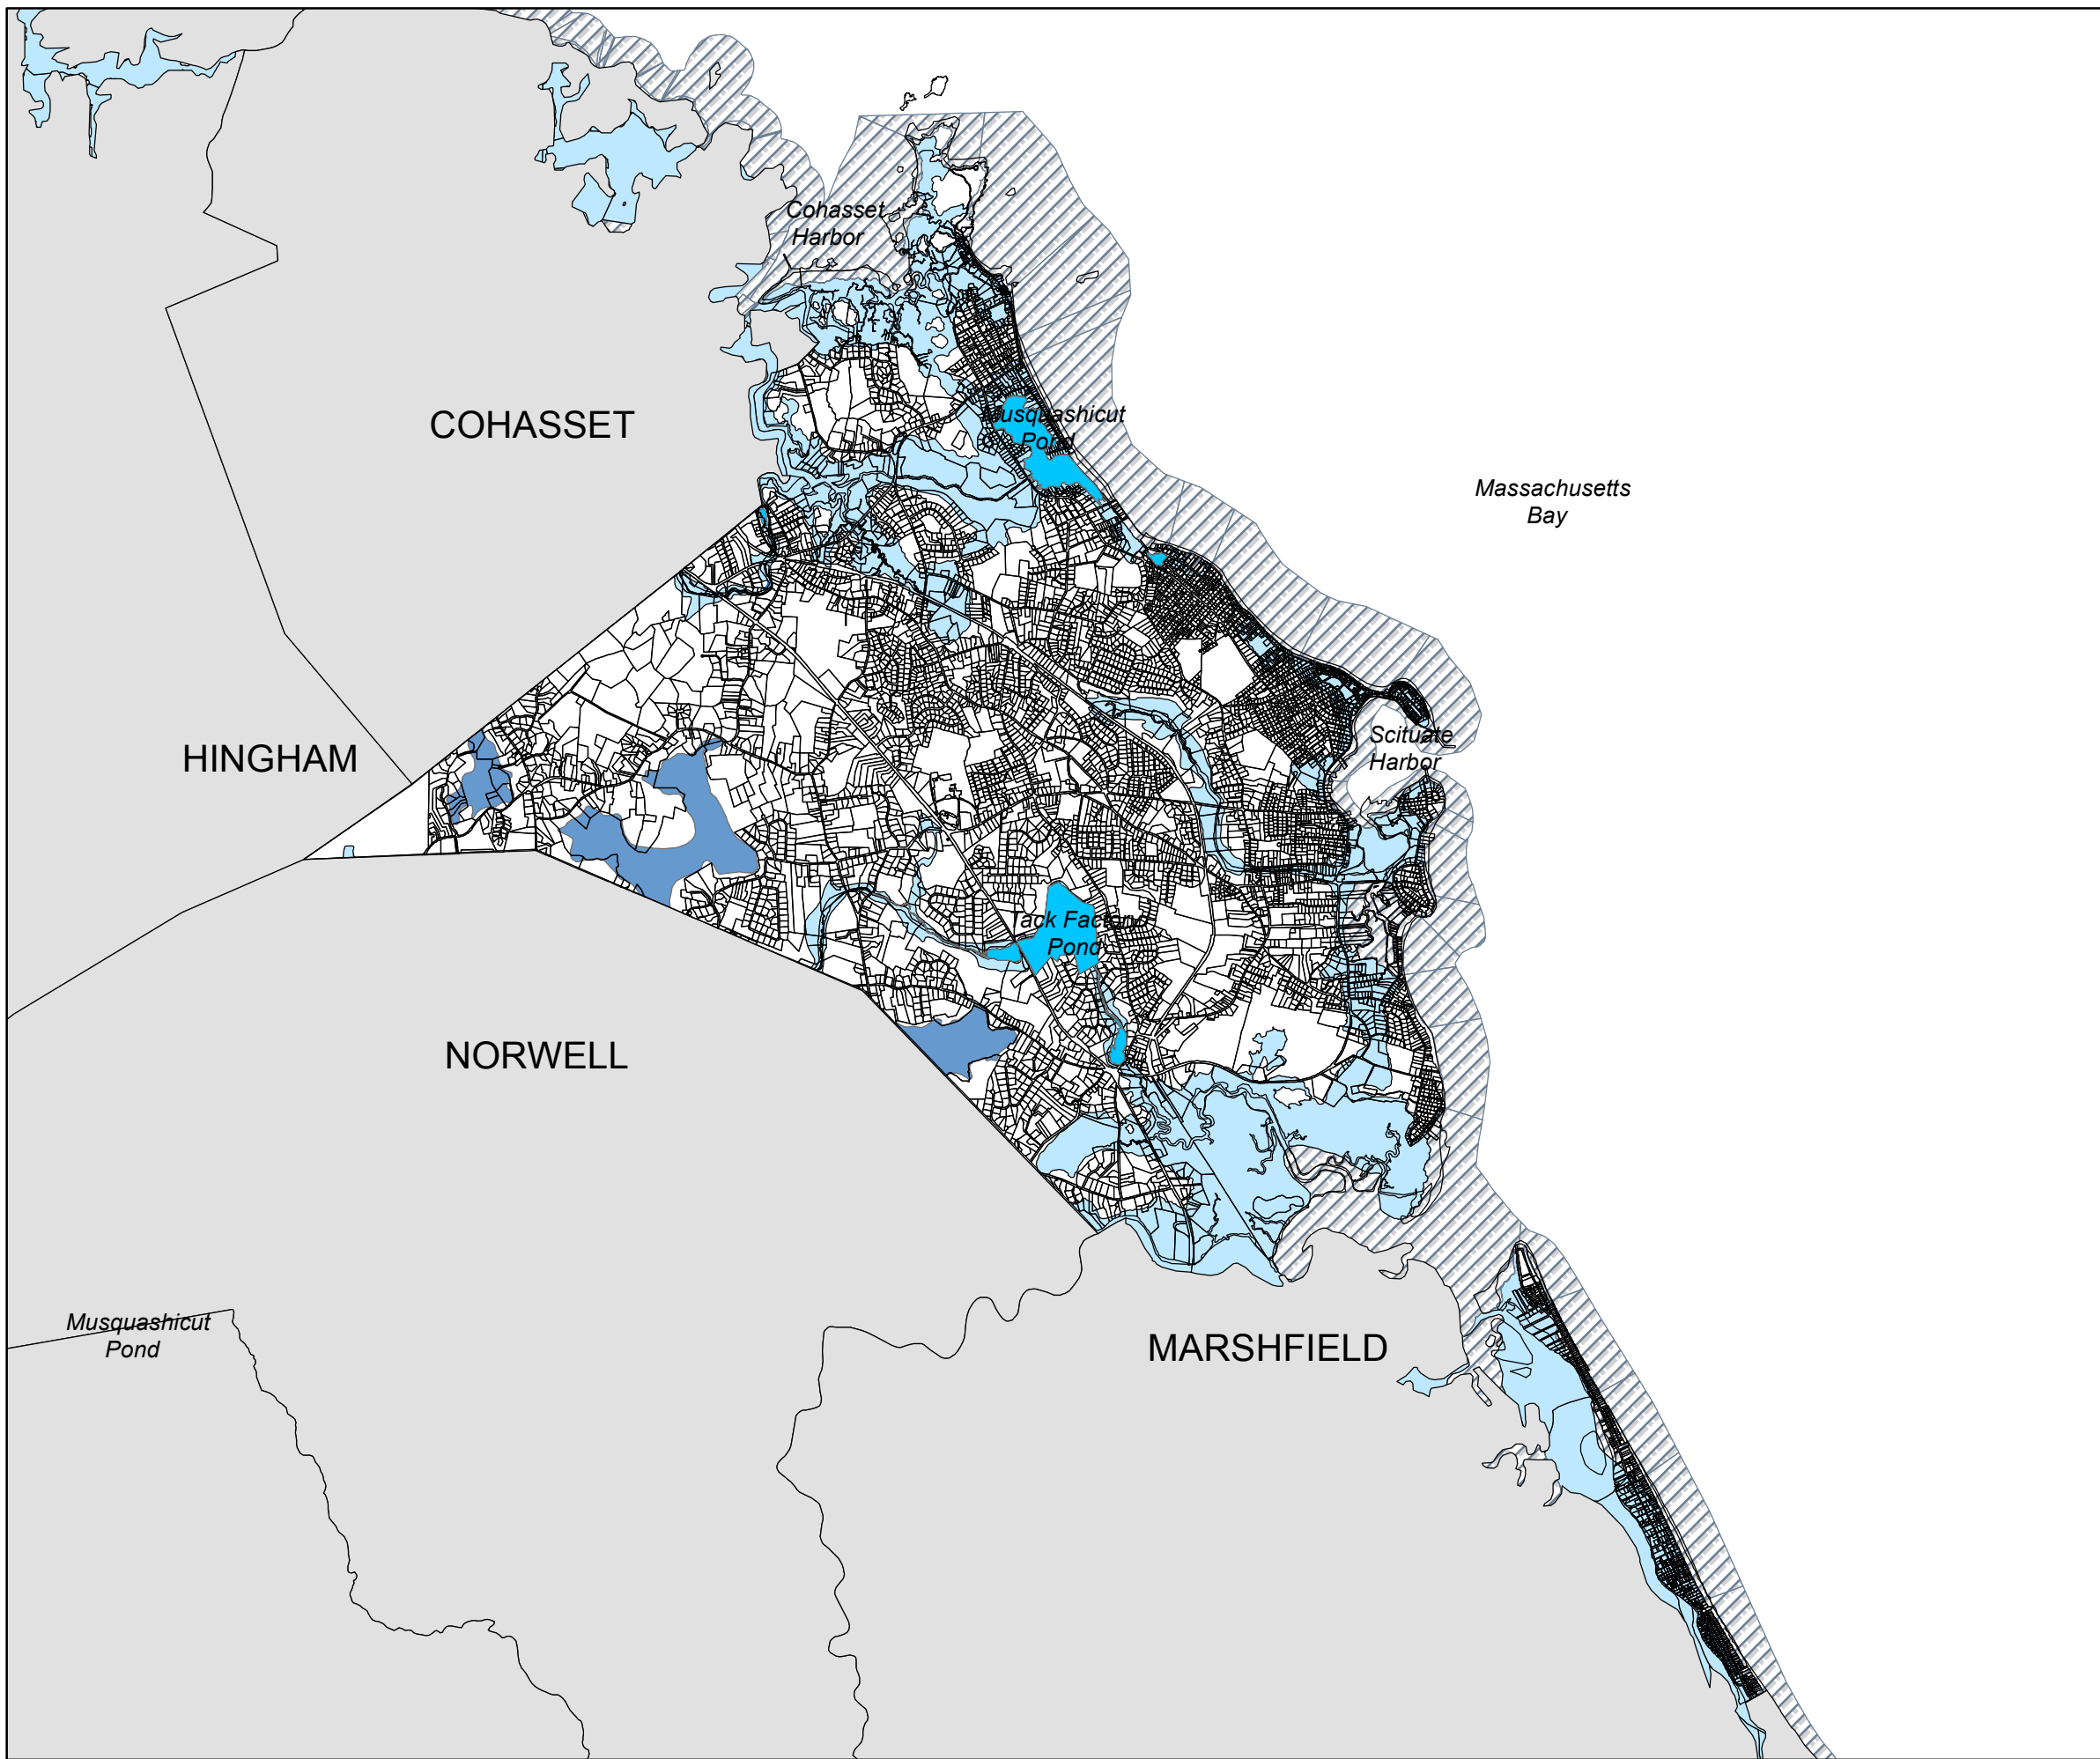 Cohasset
Harbor
COHASSET
Musquashicut
Pond
Massachusetts
Bay
HINGHAM
Scituate
Harbor
Tack Factory
Pond
NORWELL
Musquashicut
Pond
MARSHFIELD